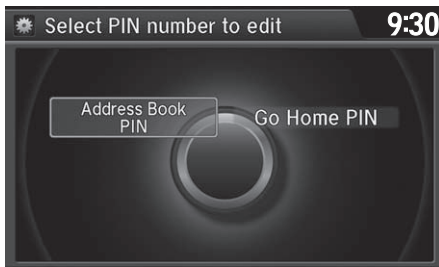 Select PIN number to edit
9:30
Address Book
PIN
Go Home PIN